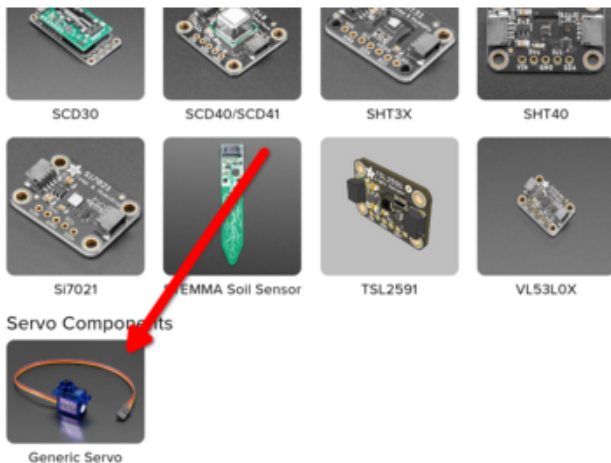 SCD30
SCD40/SCD41
SHT3X
SHT40
Si7021
STEMMA Soil Sensor
TSL2591
VL53L0X
Servo Components
Generic Servo